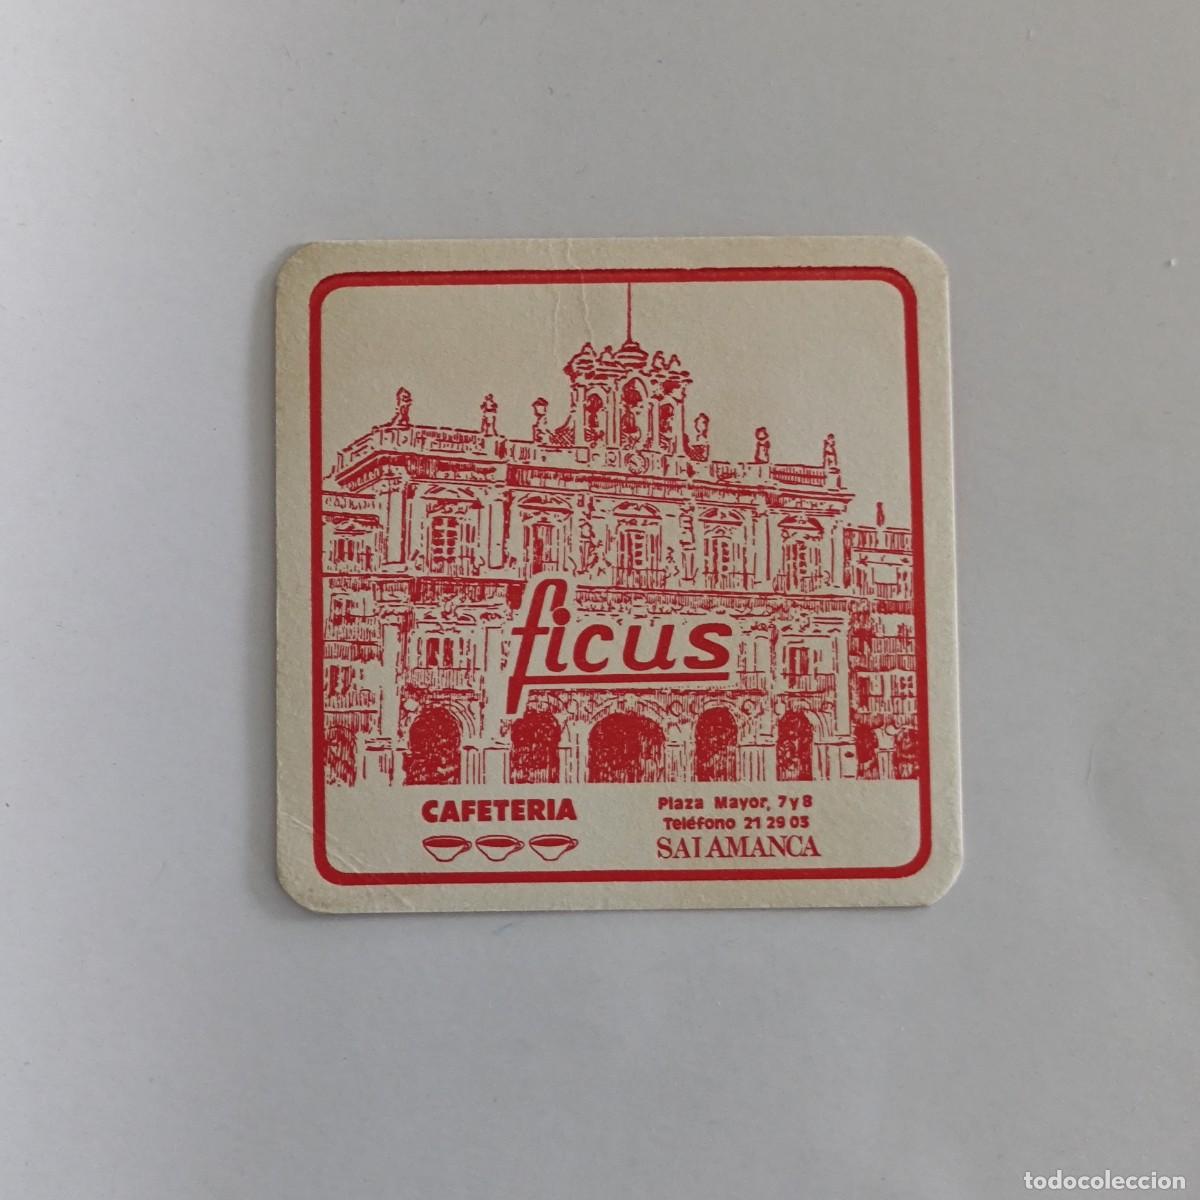 ficus
CAFETERIA
Plaza Mayor, 7 y 8
Teléfono 21 29 03
SALAMANCA
todocoleccion